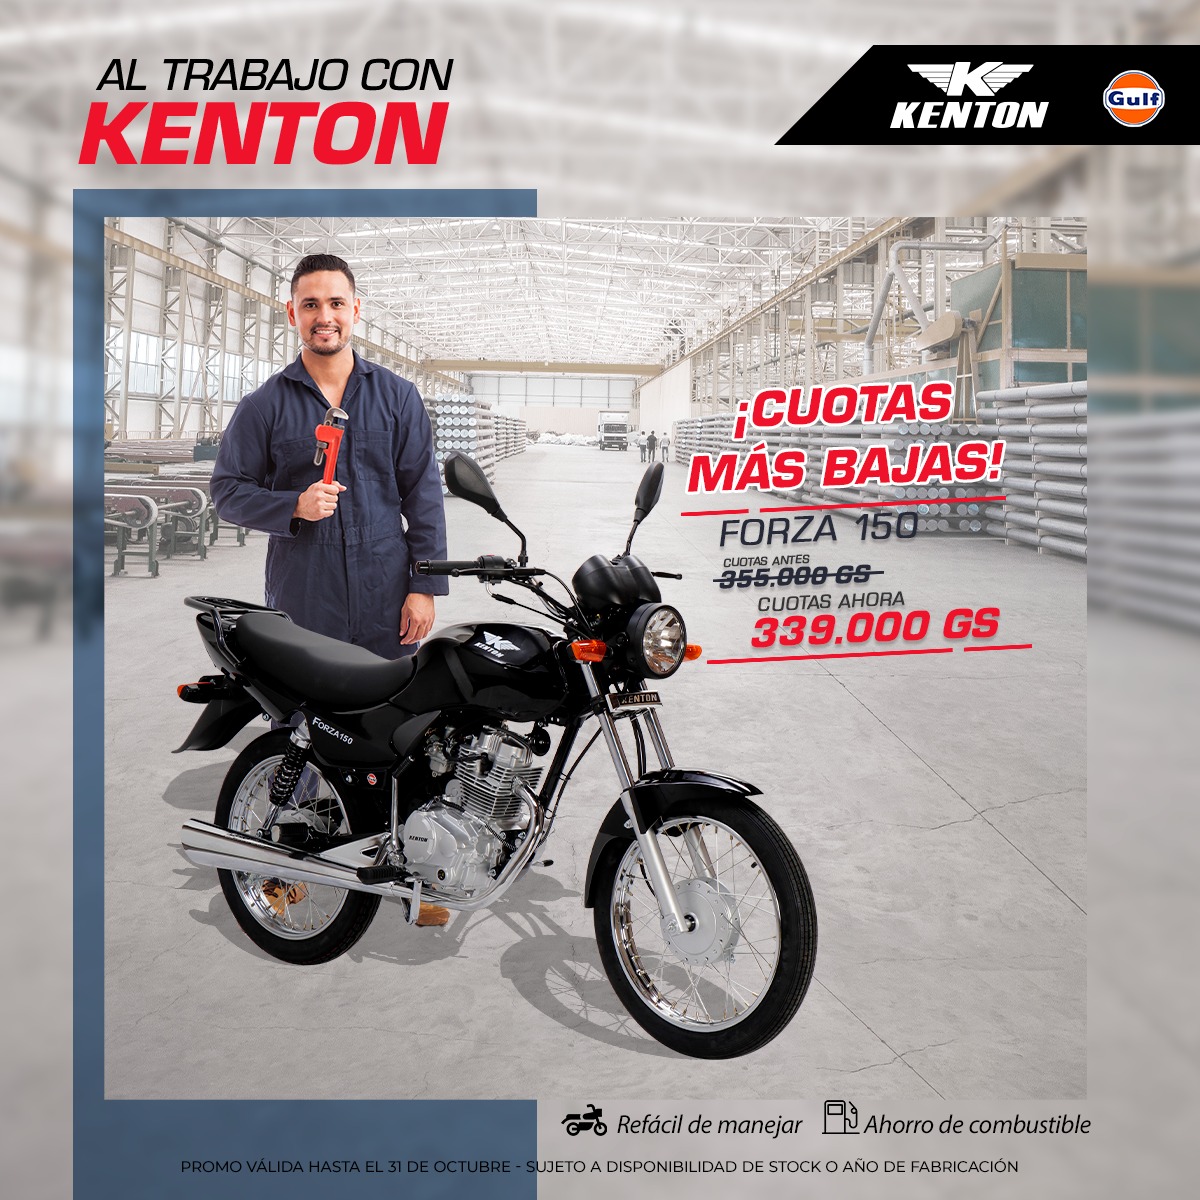 AL TRABAJO CON
KENTON
K
KENTON
Gulf
¡CUOTAS
MÁS BAJAS!
FORZA 150
CUOTAS ANTES
355.000 GS
CUOTAS AHORA
339.000 GS
KENTON
KENTON
FORZA150
KENTON
Refácil de manejar
Ahorro de combustible
PROMO VÁLIDA HASTA EL 31 DE OCTUBRE - SUJETO A DISPONIBILIDAD DE STOCK O AÑO DE FABRICACIÓN